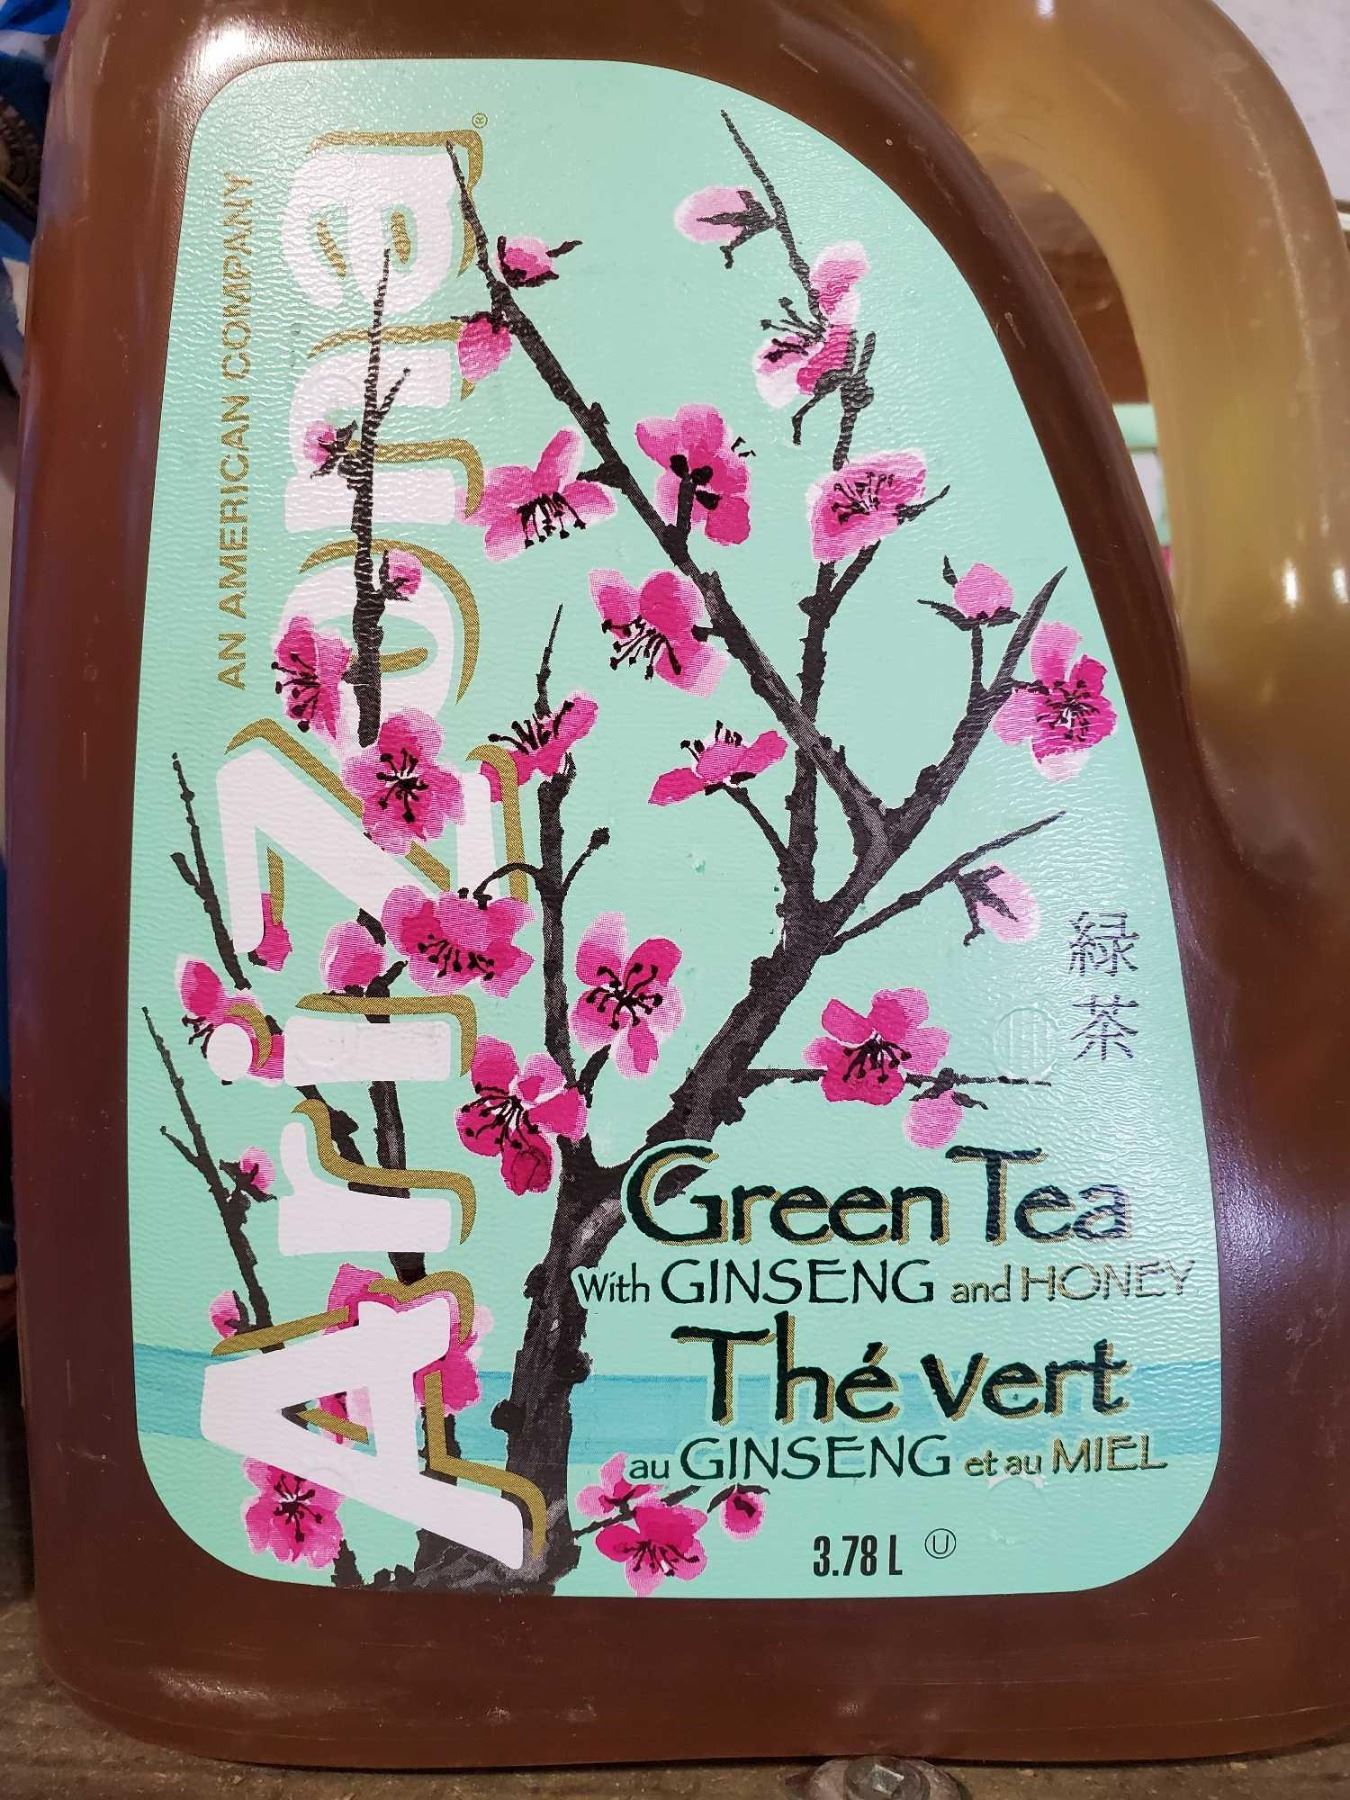 AN AMERICAN COMPANY
AriZona®
緑茶
Green Tea
With GINSENG and HONEY
Thé vert
au GINSENG et au MIEL
3.78 L Ⓤ